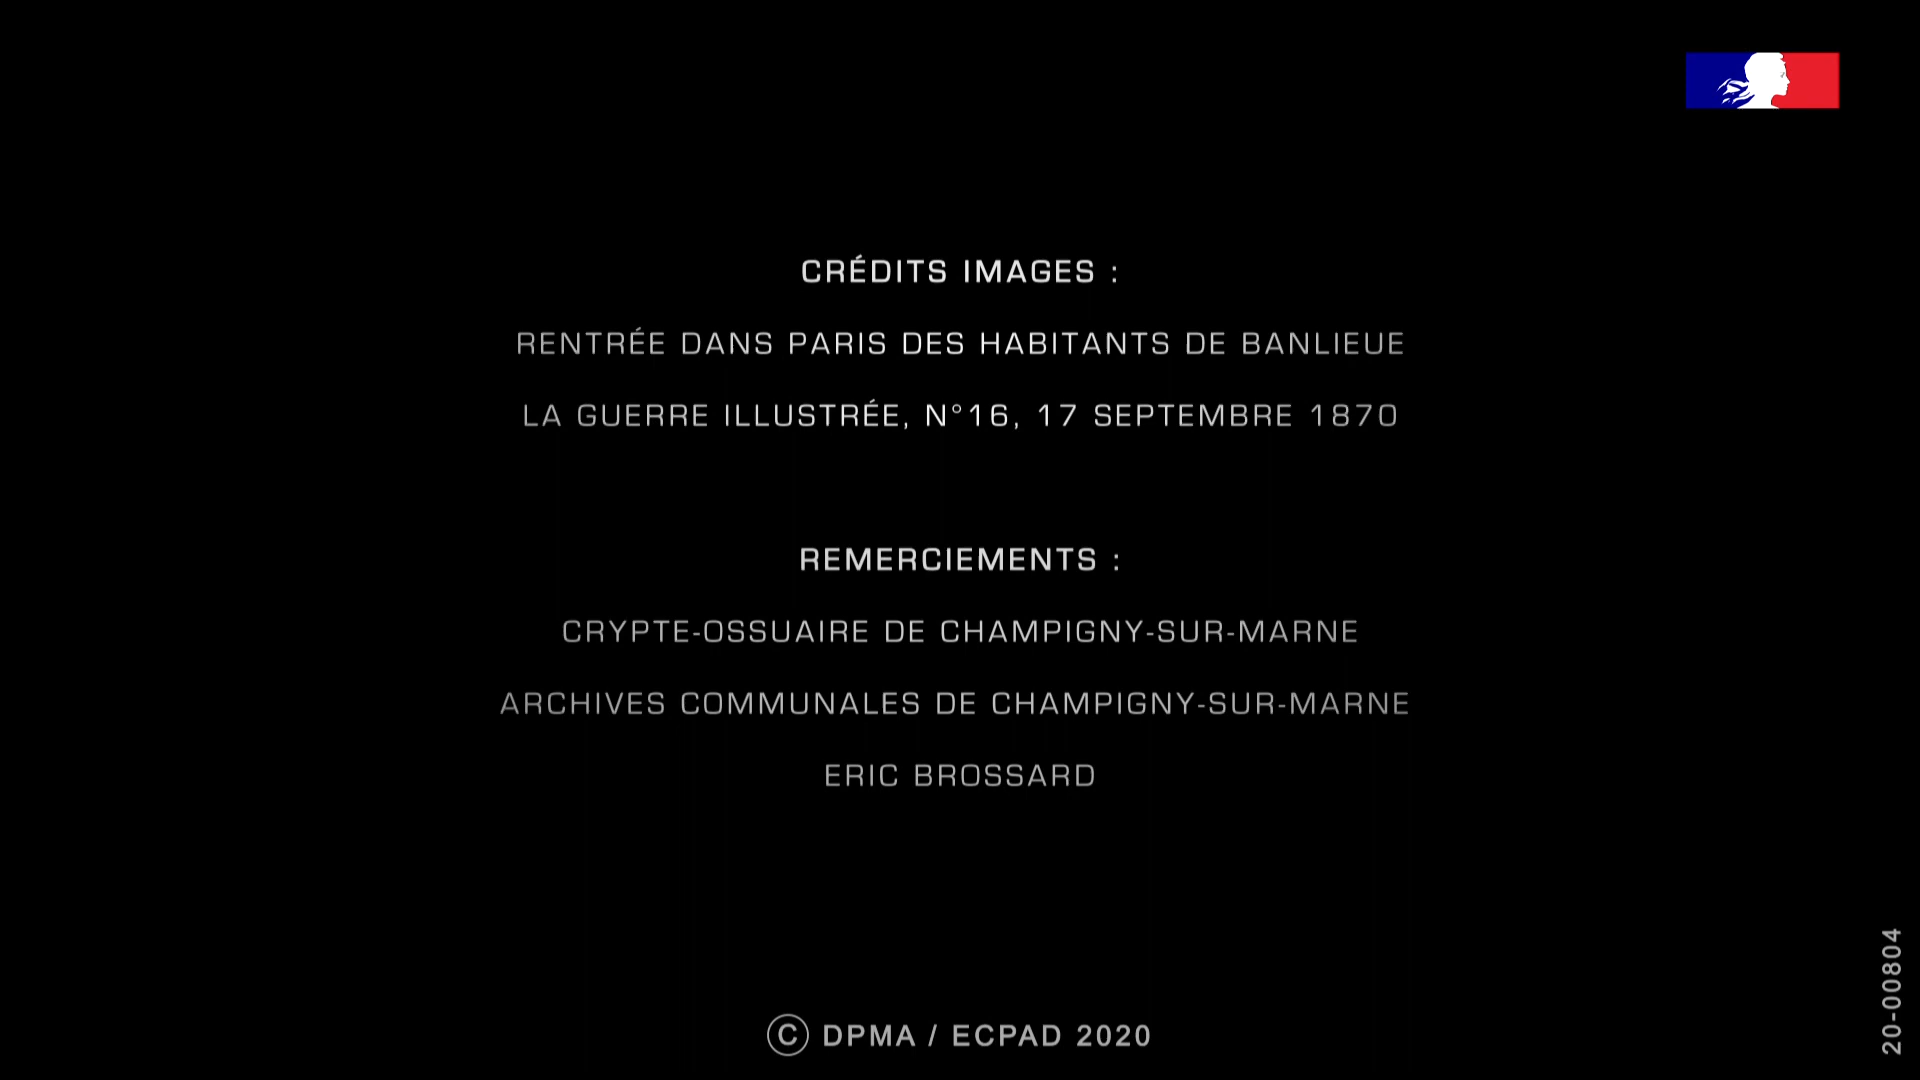 CRÉDITS IMAGES :
RENTRÉE DANS PARIS DES HABITANTS DE BANLIEUE
LA GUERRE ILLUSTRÉE, N°16, 17 SEPTEMBRE 1870
REMERCIEMENTS :
CRYPTE-OSSUAIRE DE CHAMPIGNY-SUR-MARNE
ARCHIVES COMMUNALES DE CHAMPIGNY-SUR-MARNE
ERIC BROSSARD
© DPMA / ECPAD 2020
20-00804